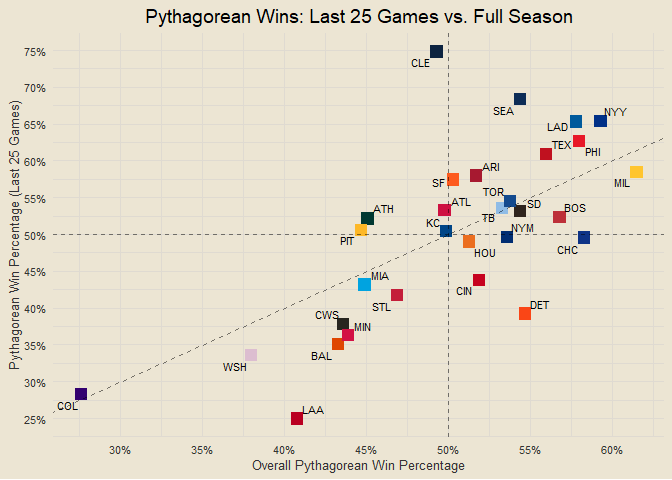 Pythagorean Wins: Last 25 Games vs. Full Season
Pythagorean Win Percentage (Last 25 Games)
75%
70%
65%
60%
55%
50%
45%
40%
35%
30%
25%
CLE
SEA
NYY
LAD
TEX
PHI
ARI
SF
MIL
TOR
ATL
SD
ATH
BOS
TB
KC
NYM
PIT
HOU
CHC
MIA
CIN
STL
DET
CWS
MIN
BAL
WSH
COL
LAA
30%
35%
40%
45%
50%
55%
60%
Overall Pythagorean Win Percentage